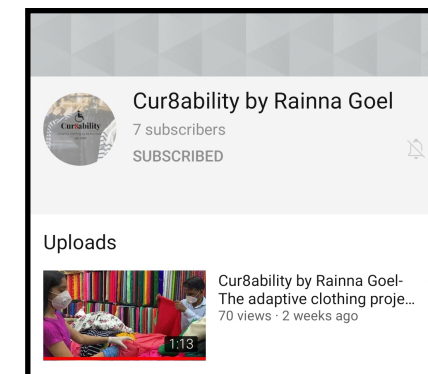 Cur8ability
Cur8ability by Rainna Goel
7 subscribers
SUBSCRIBED
Uploads
1:13
Cur8ability by Rainna Goel-
The adaptive clothing proje...
70 views · 2 weeks ago